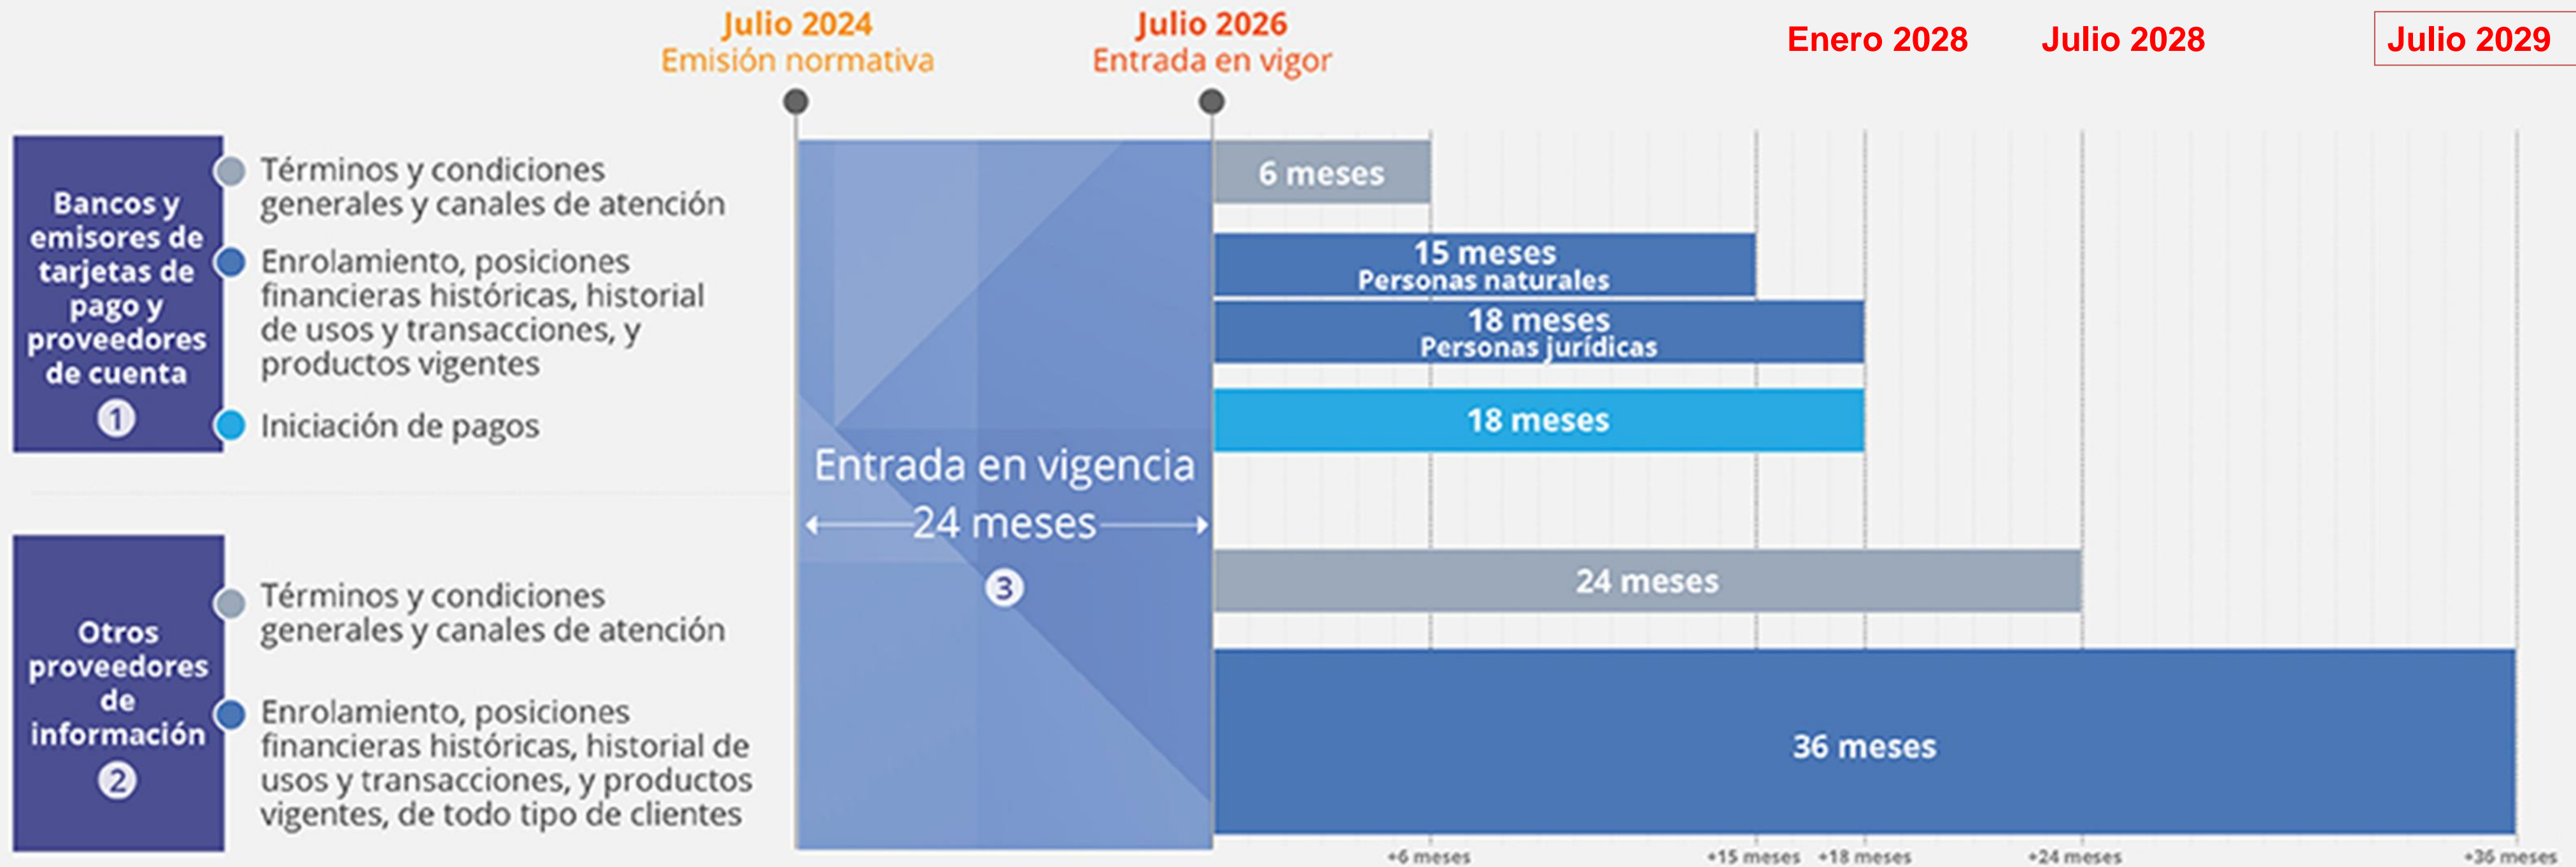 Julio 2024
Emisión normativa
Julio 2026
Entrada en vigor
Enero 2028
Julio 2028
Julio 2029
Bancos y
emisores de
tarjetas de
pago y
proveedores
de cuenta
1
Términos y condiciones
generales y canales de atención
Enrolamiento, posiciones
financieras históricas, historial
de usos y transacciones, y
productos vigentes
Iniciación de pagos
6 meses
15 meses
Personas naturales
18 meses
Personas jurídicas
18 meses
Entrada en vigencia
24 meses
3
Otros
proveedores
de
información
2
Términos y condiciones
generales y canales de atención
Enrolamiento, posiciones
financieras históricas, historial de
usos y transacciones, y productos
vigentes, de todo tipo de clientes
24 meses
36 meses
+6 meses
+15 meses
+18 meses
+24 meses
+36 meses